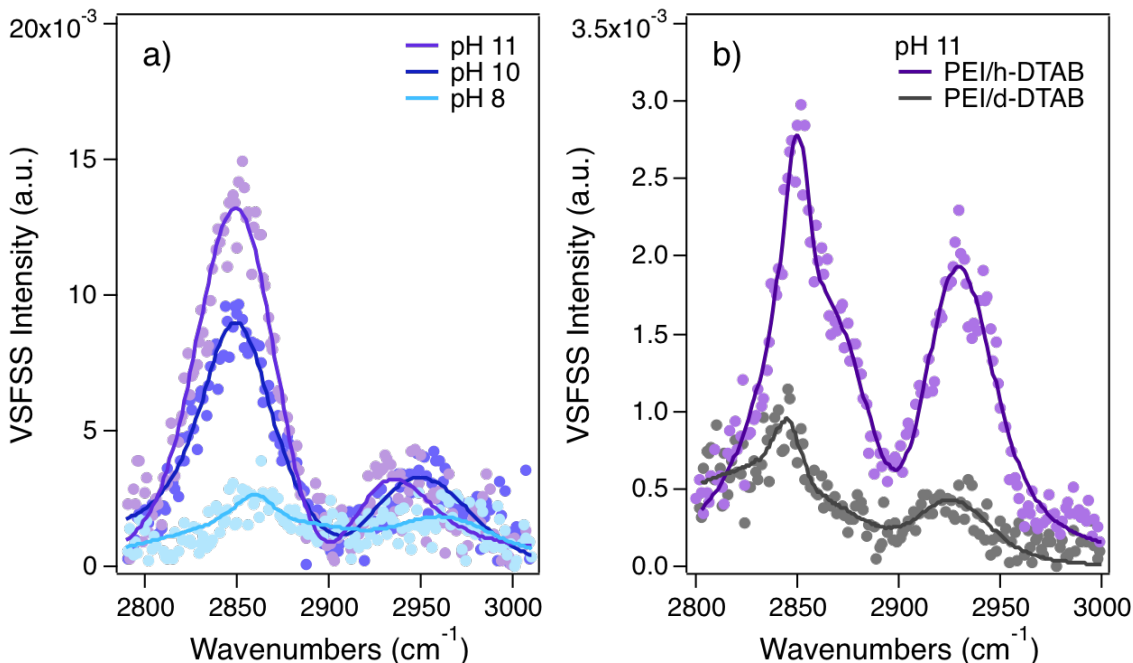 20x10⁻³
15
10
5
0
VSFSS Intensity (a.u.)
a)
pH 11
pH 10
pH 8
2800
2850
2900
2950
3000
Wavenumbers (cm⁻¹)
3.5x10⁻³
3.0
2.5
2.0
1.5
1.0
0.5
0.0
VSFSS Intensity (a.u.)
b)
pH 11
PEI/h-DTAB
PEI/d-DTAB
2800
2850
2900
2950
3000
Wavenumbers (cm⁻¹)